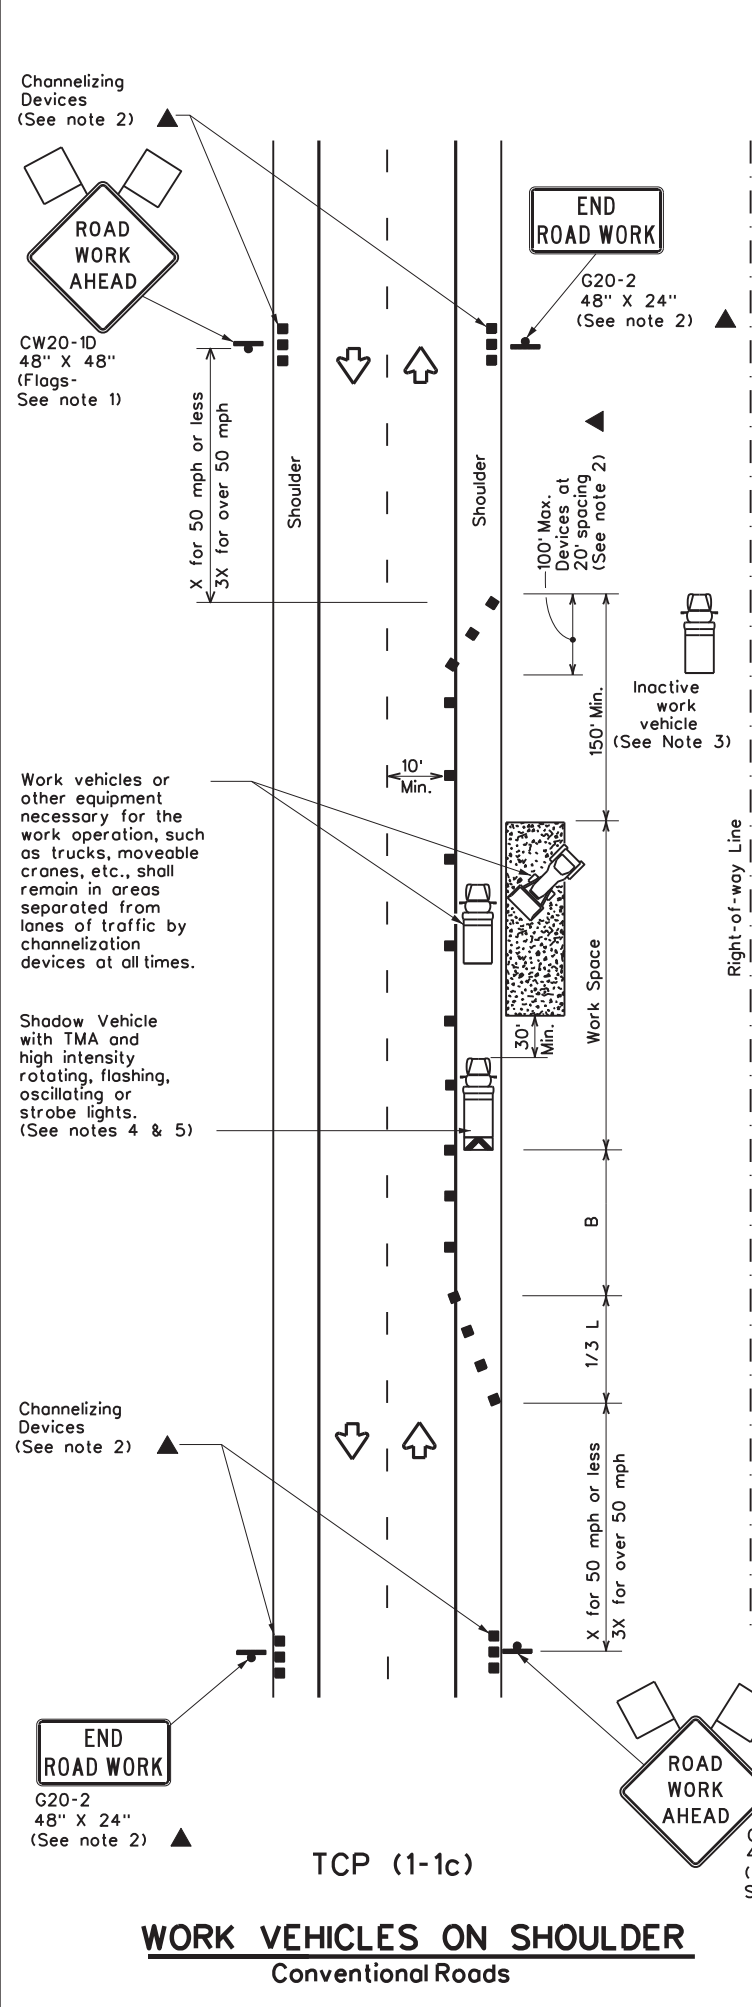 Channelizing
Devices
(See note 2) ▲
ROAD
WORK
AHEAD
CW20-1D
48" X 48"
(Flags-
See note 1)
END
ROAD WORK
G20-2
48" X 24"
(See note 2) ▲
X for 50 mph or less
3X for over 50 mph
Shoulder
Shoulder
100' Max.
Devices at
20' spacing
(See note 2) ▲
150' Min.
Inactive
work
vehicle
(See Note 3)
10'
Min.
Work vehicles or
other equipment
necessary for the
work operation, such
as trucks, moveable
cranes, etc., shall
remain in areas
separated from
lanes of traffic by
channelization
devices at all times.
Right-of-way Line
Work Space
30'
Min.
Shadow Vehicle
with TMA and
high intensity
rotating, flashing,
oscillating or
strobe lights.
(See notes 4 & 5)
B
1/3 L
Channelizing
Devices
(See note 2) ▲
X for 50 mph or less
3X for over 50 mph
END
ROAD WORK
G20-2
48" X 24"
(See note 2) ▲
ROAD
WORK
AHEAD
TCP (1-1c)
WORK VEHICLES ON SHOULDER
Conventional Roads